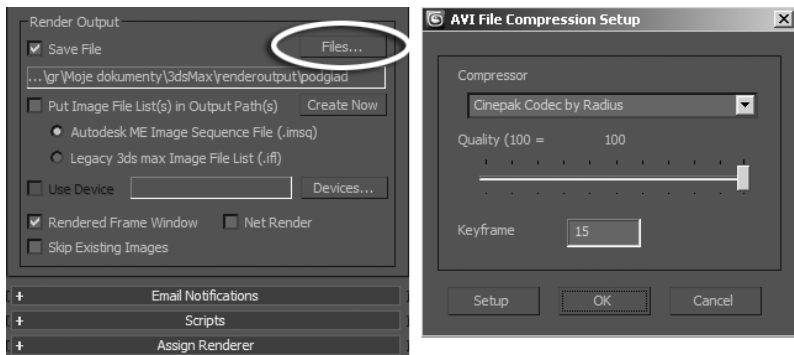 Render Output
Save File
Files...
...\gr\Moje dokumenty\3dsMax\renderoutput\podglad
Put Image File List(s) in Output Path(s)
Create Now
Autodesk ME Image Sequence File (.imsq)
Legacy 3ds max Image File List (.ifl)
Use Device
Devices...
Rendered Frame Window
Net Render
Skip Existing Images
+ Email Notifications
+ Scripts
+ Assign Renderer
AVI File Compression Setup
Compressor
Cinepak Codec by Radius
Quality (100 = 100
Keyframe 15
Setup
OK
Cancel